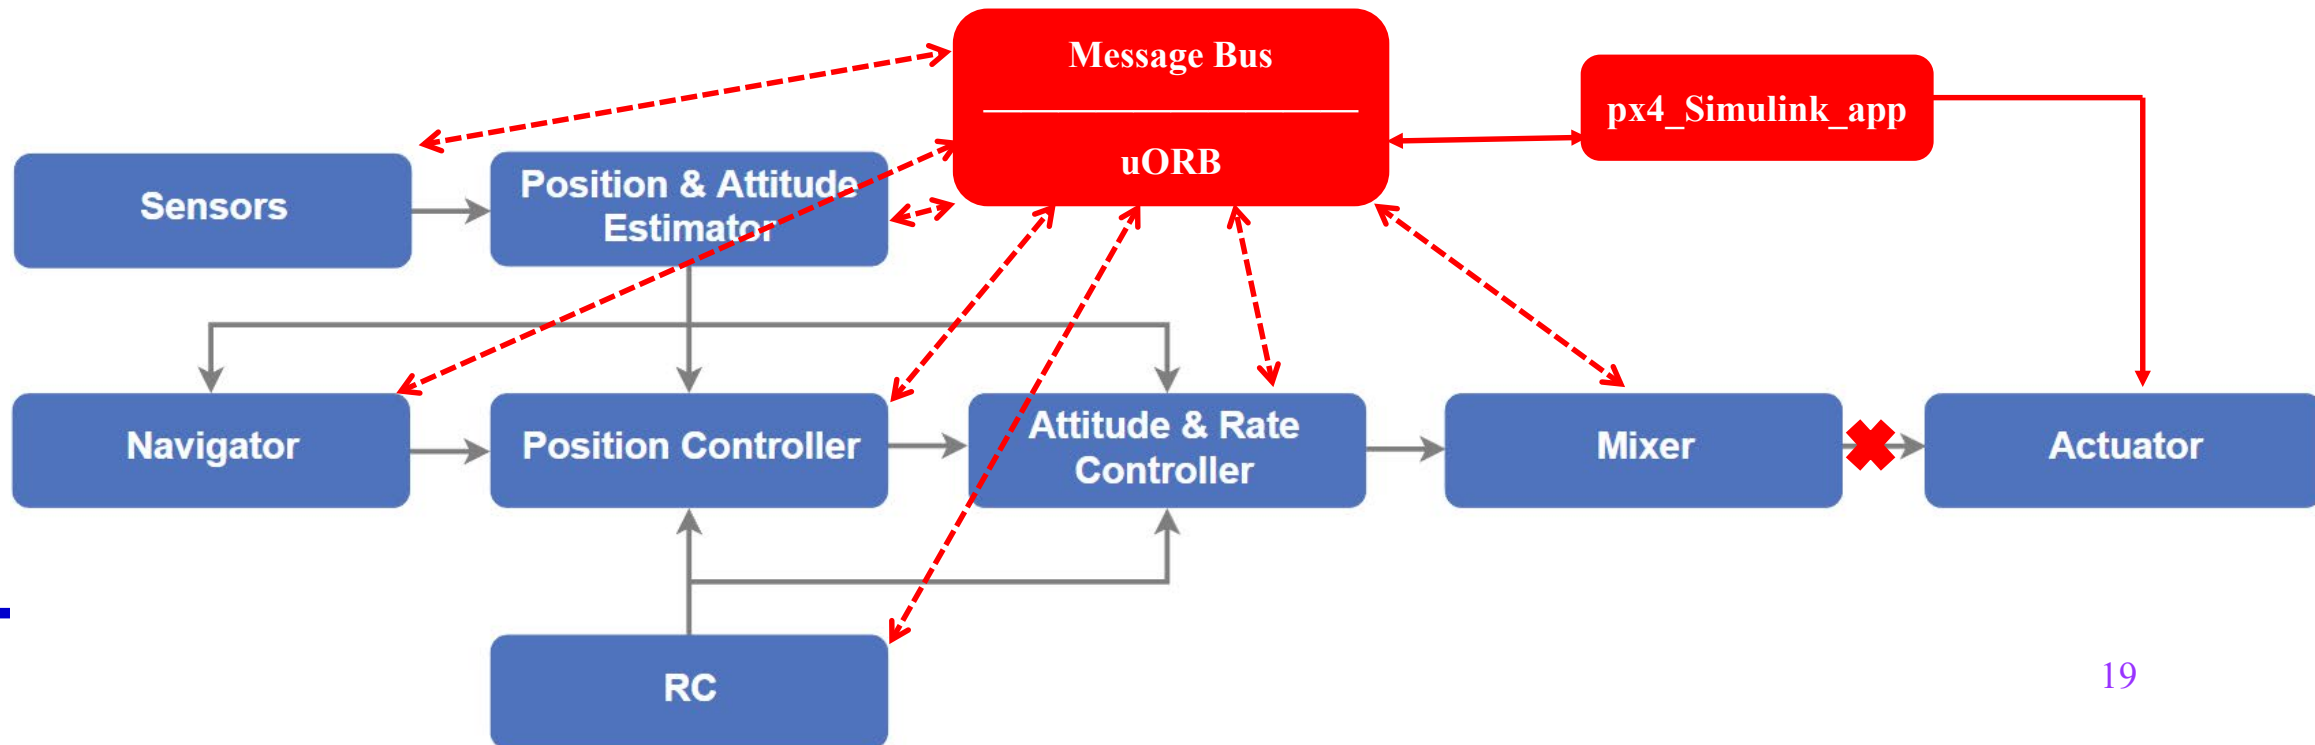 Message Bus
uORB
px4_Simulink_app
Sensors
Position & Attitude
Estimator
Navigator
Position Controller
Attitude & Rate
Controller
Mixer
Actuator
RC
19